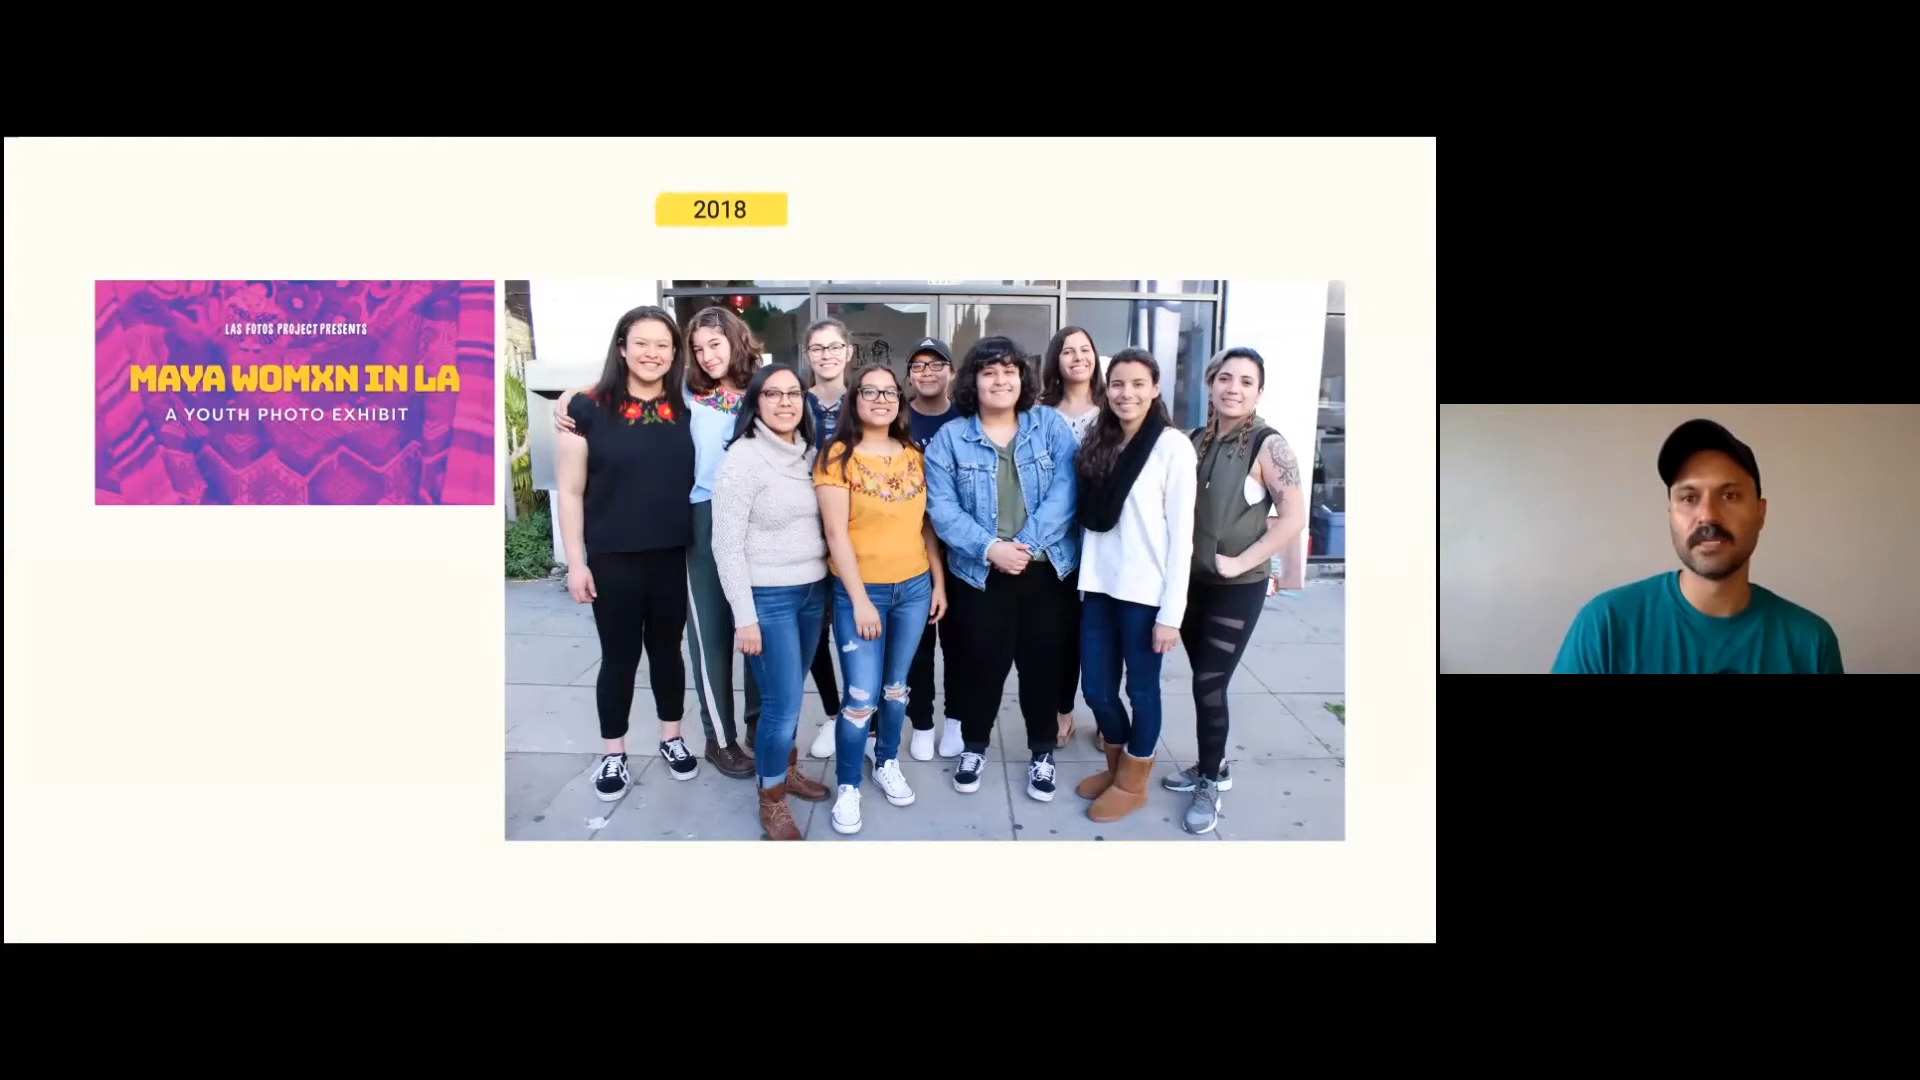 2018
LAS FOTOS PROJECT PRESENTS
MAYA WOMXN IN LA
A YOUTH PHOTO EXHIBIT